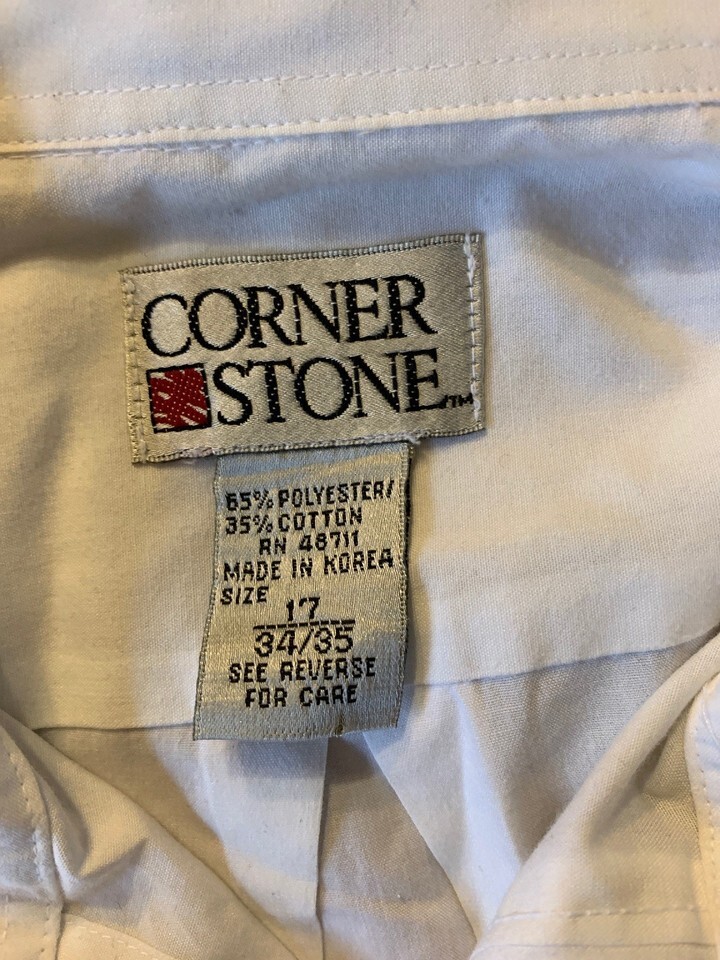 CORNER
STONE™
65% POLYESTER/
35% COTTON
RN 48711
MADE IN KOREA
SIZE
17
34/35
SEE REVERSE
FOR CARE